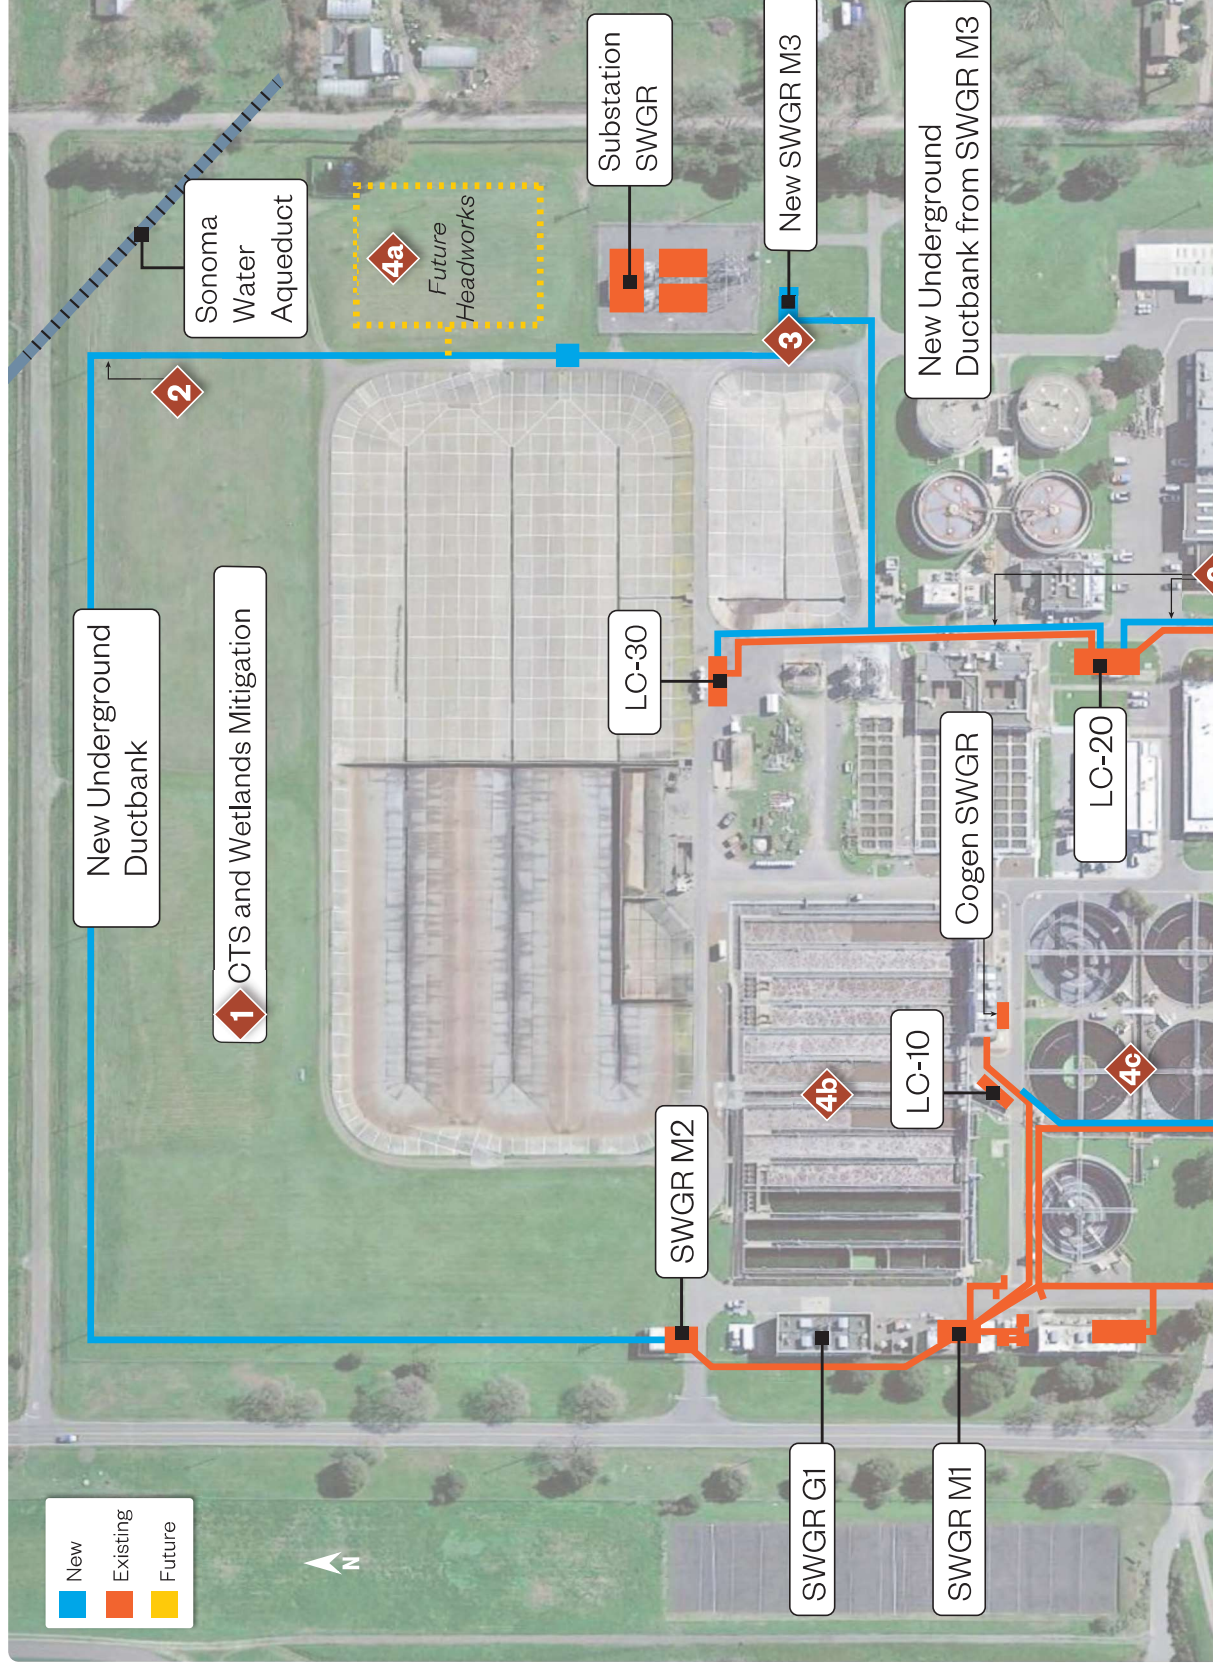 New
Existing
Future
N
New Underground
Ductbank
1
CTS and Wetlands Mitigation
2
Sonoma
Water
Aqueduct
4a
Future
Headworks
Substation
SWGR
New SWGR M3
3
New Underground
Ductbank from SWGR M3
LC-30
LC-20
Cogen SWGR
LC-10
4b
4c
SWGR M2
SWGR G1
SWGR M1